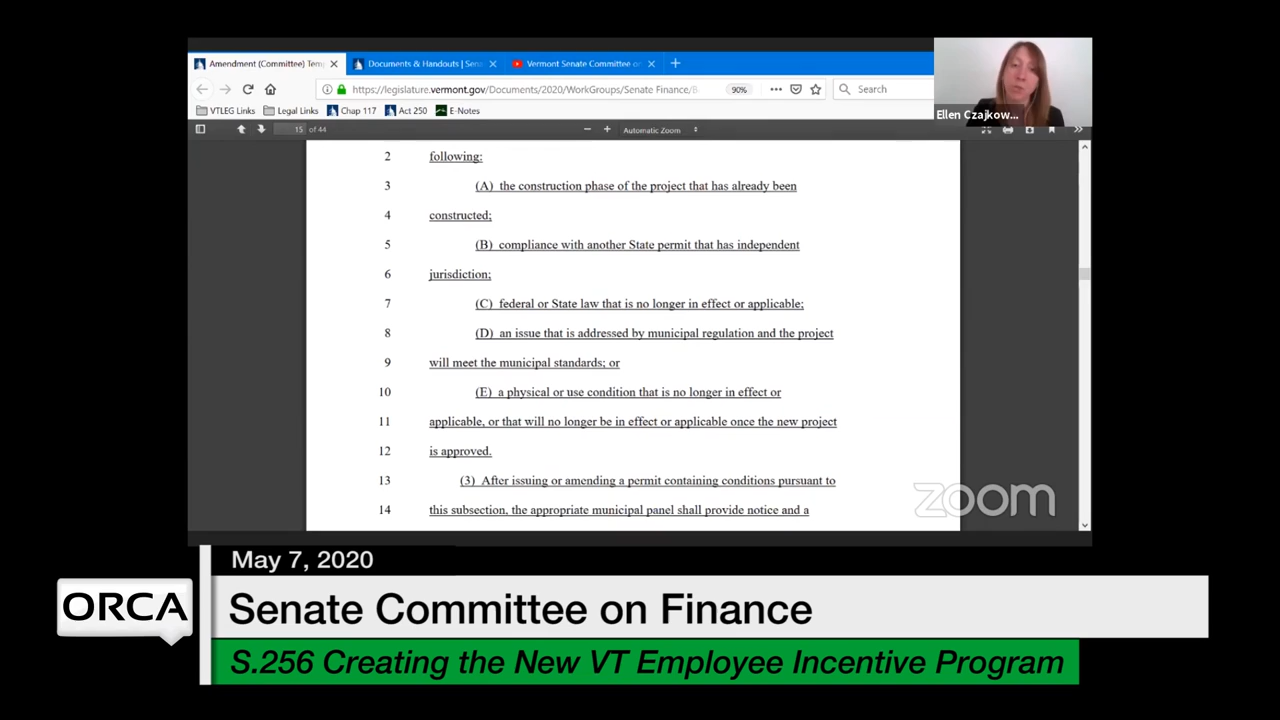 Amendment (Committee) Tem
Documents & Handouts | Sen
Vermont Senate Committee o
https://legislature.vermont.gov/Documents/2020/WorkGroups/Senate Finance/B
90%
Search
VTLEG Links
Legal Links
Chap 117
Act 250
E-Notes
Ellen Czajkow...
15 of 44
Automatic Zoom
2 following:
3 (A) the construction phase of the project that has already been
4 constructed;
5 (B) compliance with another State permit that has independent
6 jurisdiction;
7 (C) federal or State law that is no longer in effect or applicable;
8 (D) an issue that is addressed by municipal regulation and the project
9 will meet the municipal standards; or
10 (E) a physical or use condition that is no longer in effect or
11 applicable, or that will no longer be in effect or applicable once the new project
12 is approved.
13 (3) After issuing or amending a permit containing conditions pursuant to
14 this subsection, the appropriate municipal panel shall provide notice and a
zoom
May 7, 2020
ORCA
Senate Committee on Finance
S.256 Creating the New VT Employee Incentive Program